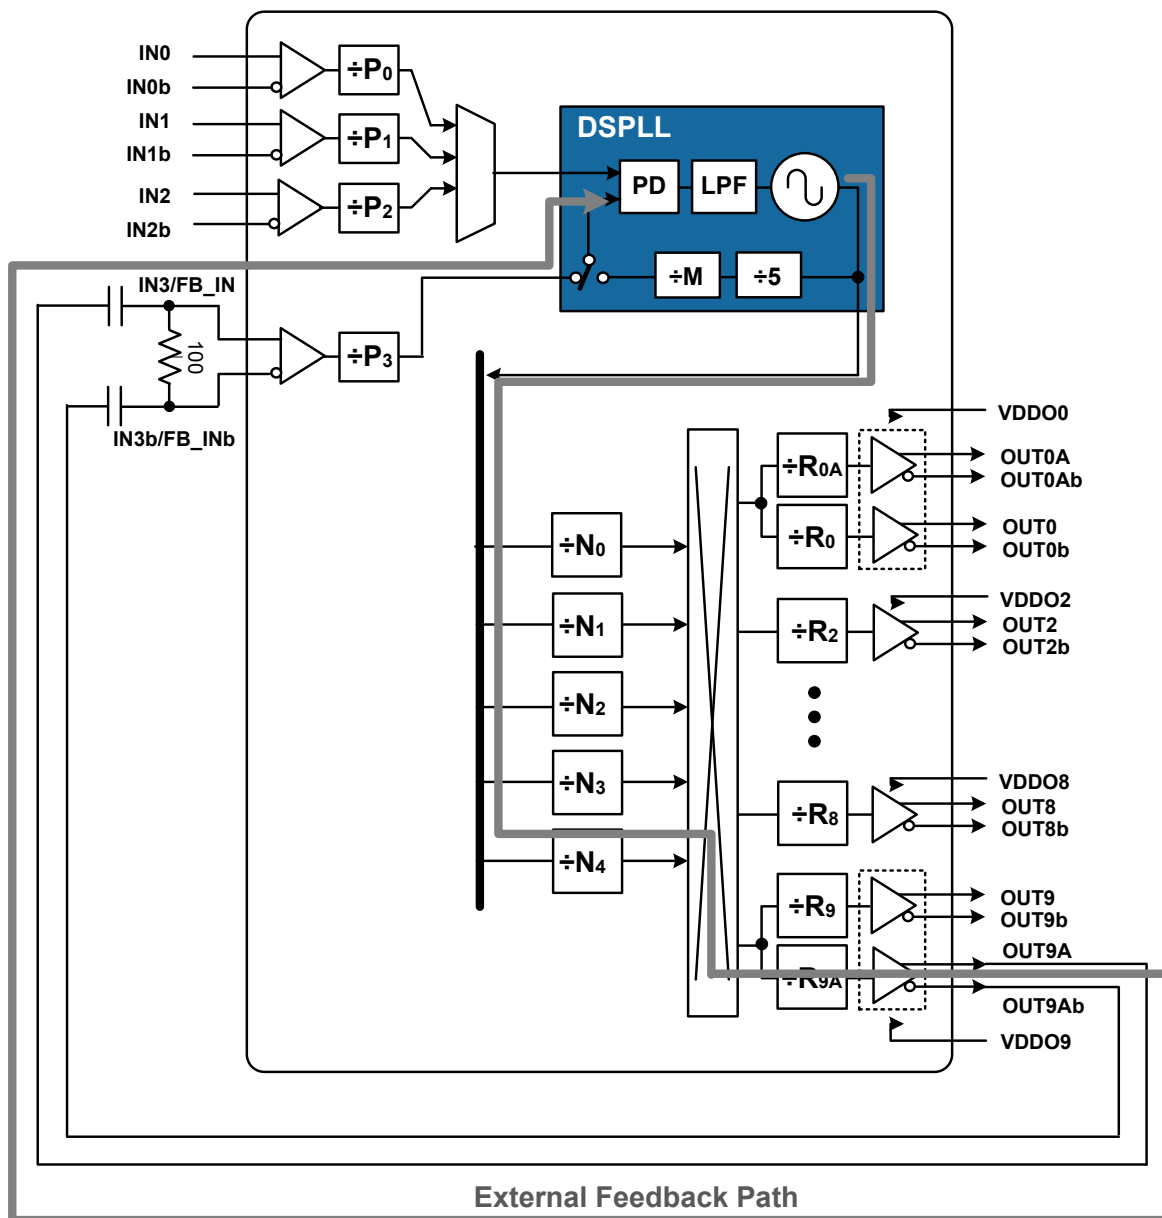 IN0
IN0b
IN1
IN1b
IN2
IN2b
÷P0
÷P1
÷P2
DSPLL
PD
LPF
÷M
÷5
IN3/FB_IN
100
IN3b/FB_INb
÷P3
÷N0
÷N1
÷N2
÷N3
÷N4
÷R0A
÷R0
÷R2
÷R8
÷R9
÷R9A
VDDO0
OUT0A
OUT0Ab
OUT0
OUT0b
VDDO2
OUT2
OUT2b
VDDO8
OUT8
OUT8b
OUT9
OUT9b
OUT9A
OUT9Ab
VDDO9
External Feedback Path